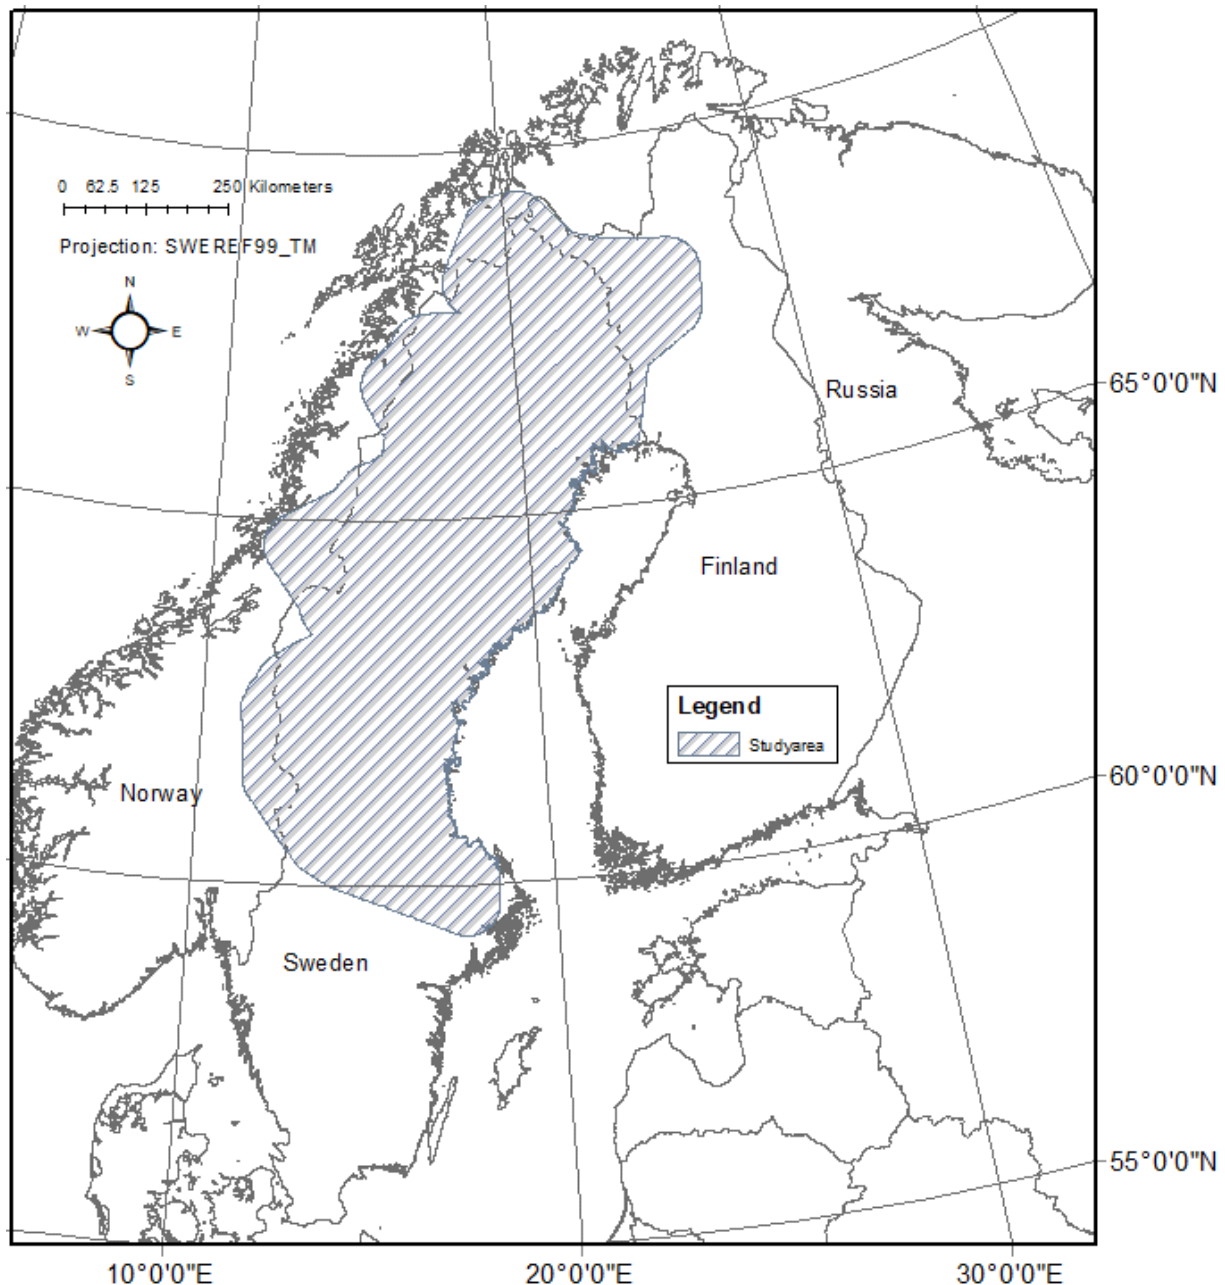 0 62.5 125 250 Kilometers
Projection: SWEREF99_TM
N
W E
S
Russia
65°0'0"N
Finland
Legend
Studyarea
Norway
60°0'0"N
Sweden
55°0'0"N
10°0'0"E 20°0'0"E 30°0'0"E